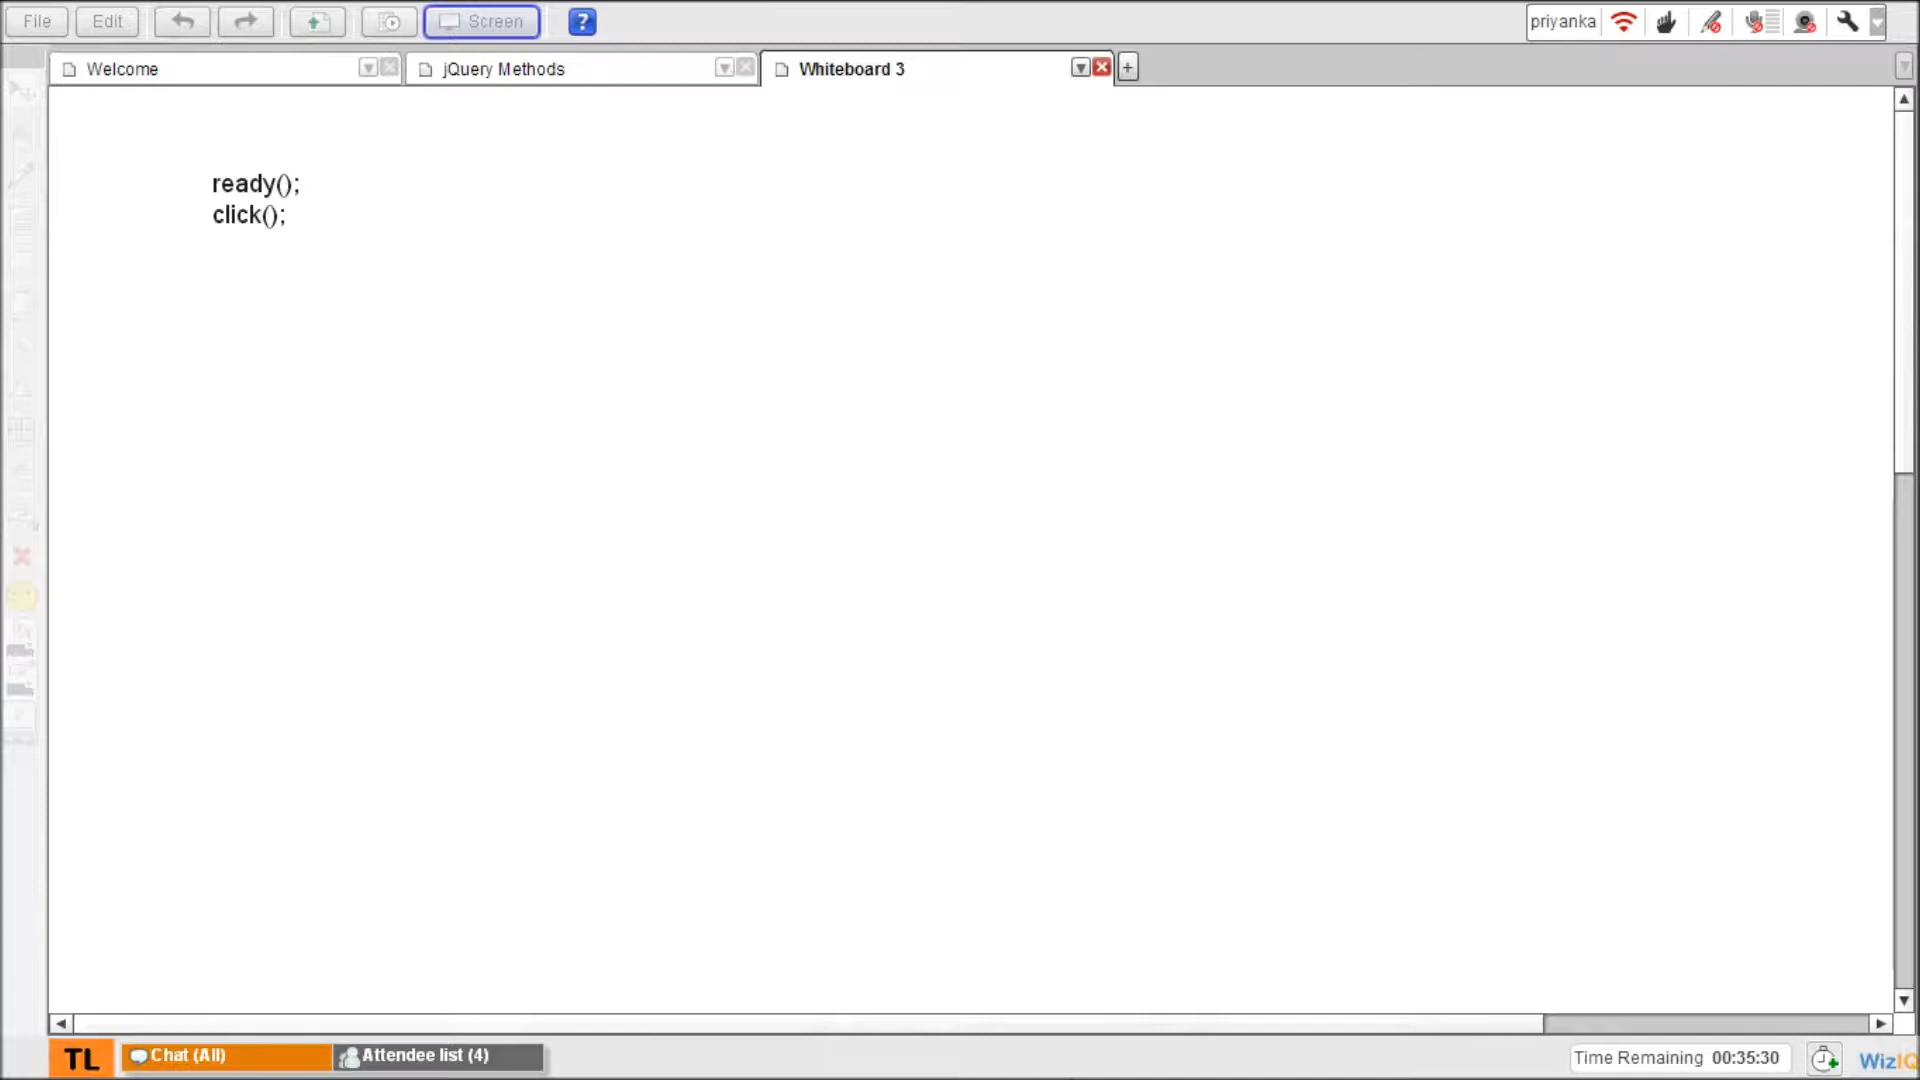 File Edit Screen ? priyanka
Welcome jQuery Methods Whiteboard 3 +
ready();
click();
TL Chat (All) Attendee list (4) Time Remaining 00:35:30 WizIQ